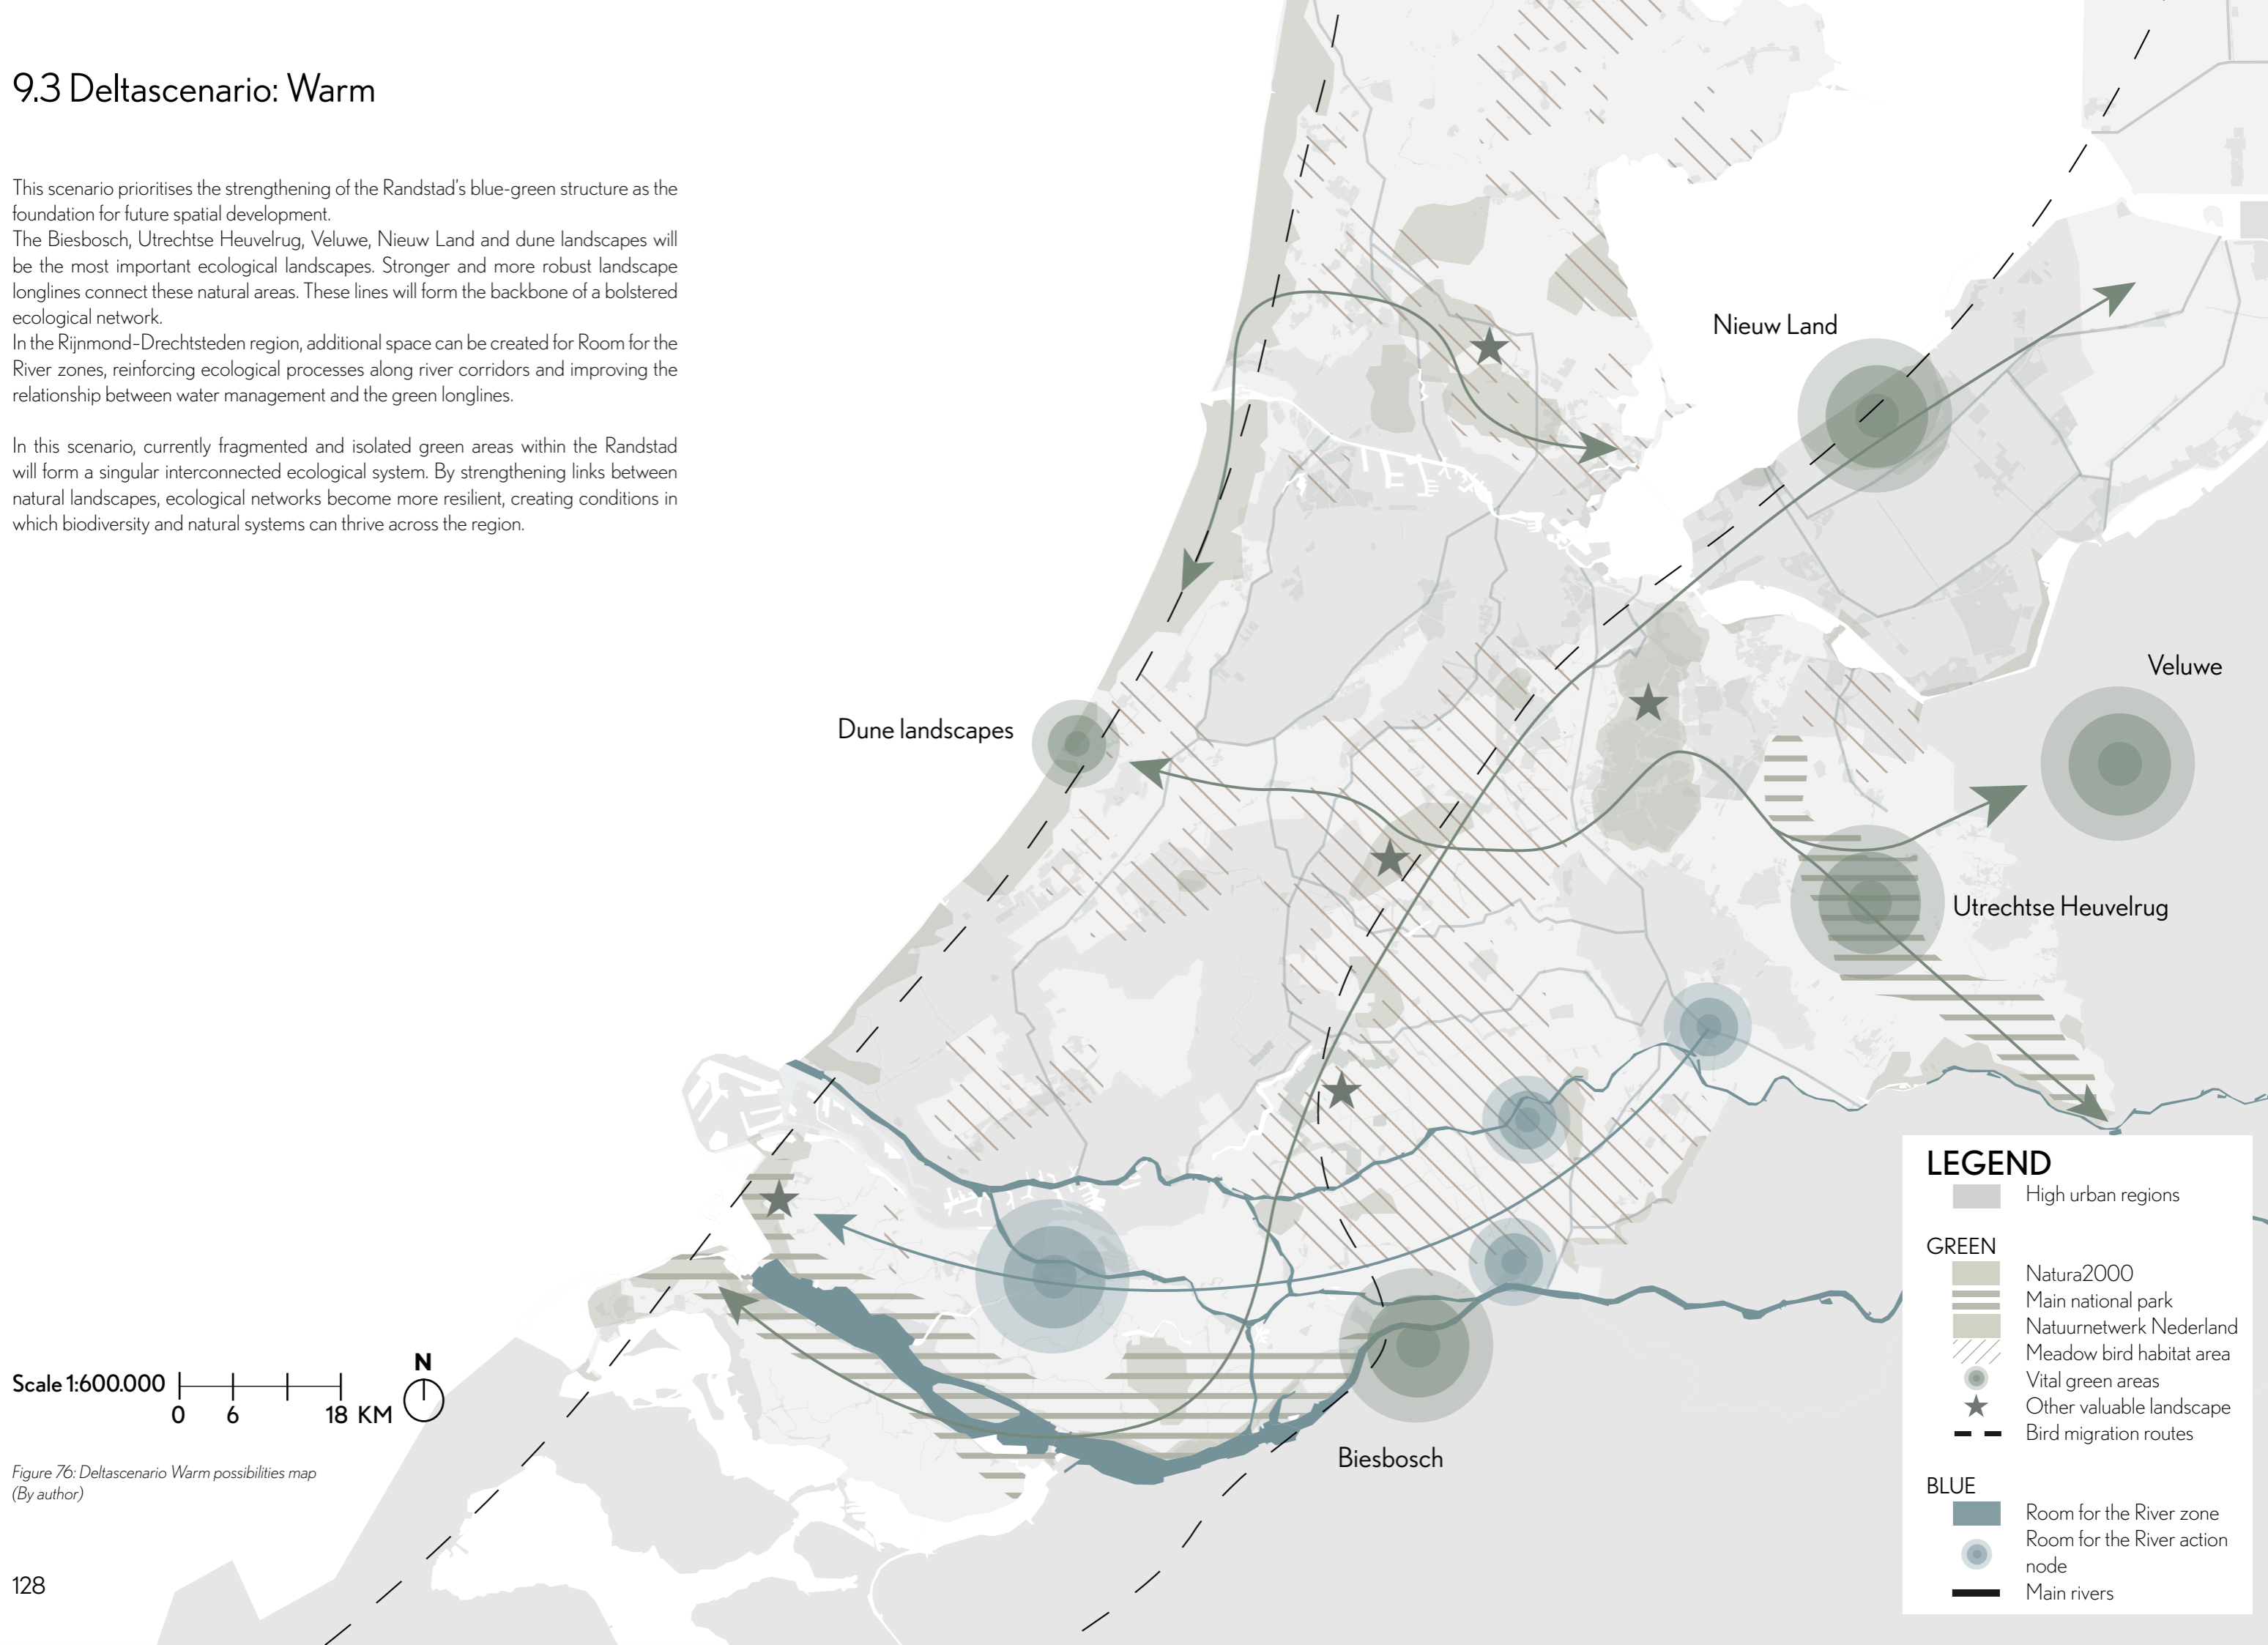 9.3 Deltascenario: Warm
This scenario prioritises the strengthening of the Randstad's blue-green structure as the
foundation for future spatial development.
The Biesbosch, Utrechtse Heuvelrug, Veluwe, Nieuw Land and dune landscapes will
be the most important ecological landscapes. Stronger and more robust landscape
longlines connect these natural areas. These lines will form the backbone of a bolstered
ecological network.
In the Rijnmond-Drechtsteden region, additional space can be created for Room for the
River zones, reinforcing ecological processes along river corridors and improving the
relationship between water management and the green longlines.
In this scenario, currently fragmented and isolated green areas within the Randstad
will form a singular interconnected ecological system. By strengthening links between
natural landscapes, ecological networks become more resilient, creating conditions in
which biodiversity and natural systems can thrive across the region.
Nieuw Land
Veluwe
Dune landscapes
Utrechtse Heuvelrug
Biesbosch
LEGEND
High urban regions
GREEN
Natura2000
Main national park
Natuurnetwerk Nederland
Meadow bird habitat area
Vital green areas
Other valuable landscape
Bird migration routes
BLUE
Room for the River zone
Room for the River action
node
Main rivers
Scale 1:600.000
0 6 18 KM
N
Figure 76: Deltascenario Warm possibilities map
(By author)
128